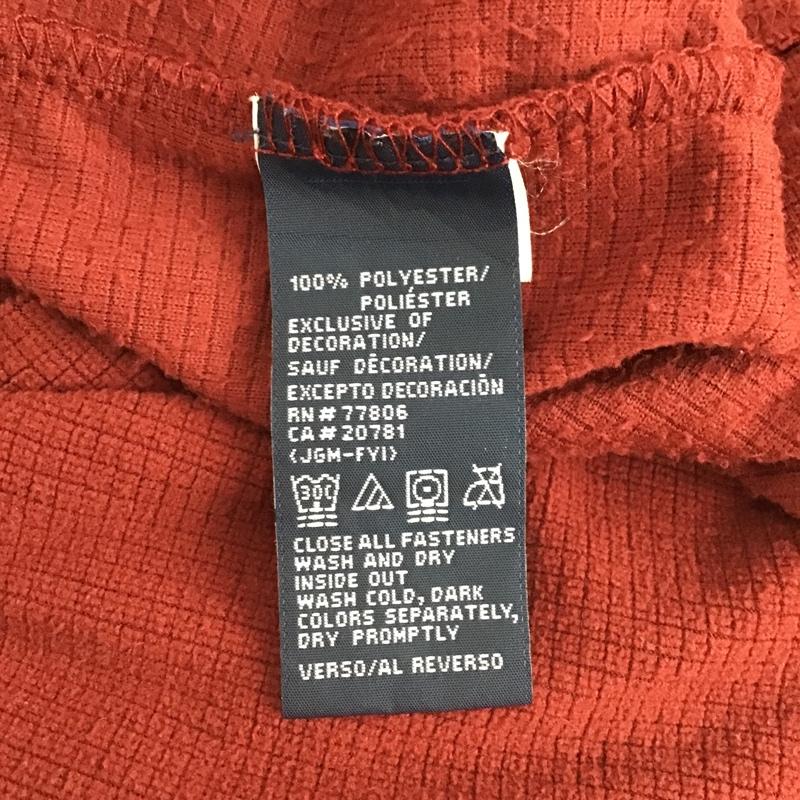 100% POLYESTER/
POLIÉSTER
EXCLUSIVE OF
DECORATION/
SAUF DÉCORATION/
EXCEPTO DECORACIÓN
RN#77806
CA#20781
(JGM-FYI)
30C
CLOSE ALL FASTENERS
WASH AND DRY
INSIDE OUT
WASH COLD, DARK
COLORS SEPARATELY,
DRY PROMPTLY
VERSO/AL REVERSO